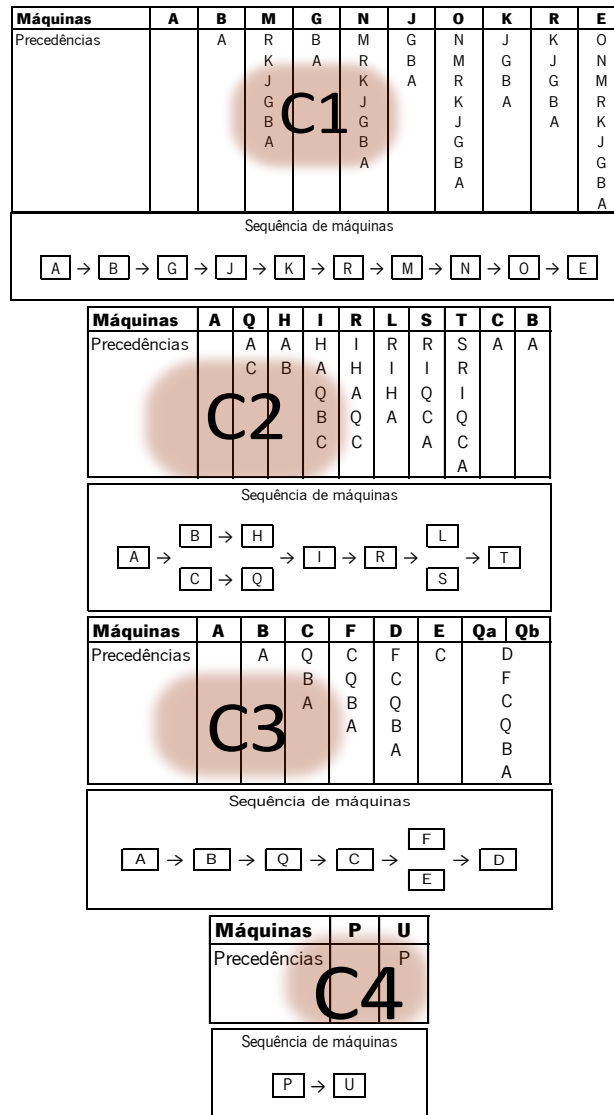 Máquinas A B M G N J O K R E
Precedências A R B M G N J K O
K A R B M G J N
J K A R B G M
G J K A B R
B G J A K
A B G J
A B G
A B
A
C1
Sequência de máquinas
A → B → G → J → K → R → M → N → O → E
Máquinas A Q H I R L S T C B
Precedências A A H I R R S A A
C B A H I I R
Q A H Q I
B Q A C Q
C C A C
A
C2
Sequência de máquinas
B → H L
A → → I → R → → T
C → Q S
Máquinas A B C F D E Qa Qb
Precedências A Q C F C D
B Q C F
A B Q C
A B Q
A B
A
C3
Sequência de máquinas
F
A → B → Q → C → → D
E
Máquinas P U
Precedências P
C4
Sequência de máquinas
P → U